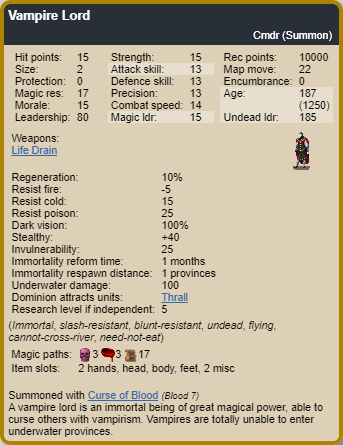 Vampire Lord
Cmdr (Summon)
Hit points: 15 Strength: 15 Rec points: 10000
Size: 2 Attack skill: 13 Map move: 22
Protection: 0 Defence skill: 13 Encumbrance: 0
Magic res: 17 Precision: 13 Age: 187
Morale: 15 Combat speed: 14 (1250)
Leadership: 80 Magic ldr: 15 Undead ldr: 185
Weapons:
Life Drain
Regeneration: 10%
Resist fire: -5
Resist cold: 15
Resist poison: 25
Dark vision: 100%
Stealthy: +40
Invulnerability: 25
Immortality reform time: 1 months
Immortality respawn distance: 1 provinces
Underwater damage: 100
Dominion attracts units: Thrall
Research level if independent: 5
(Immortal, slash-resistant, blunt-resistant, undead, flying,
cannot-cross-river, need-not-eat)
Magic paths: 3 3 17
Item slots: 2 hands, head, body, feet, 2 misc
Summoned with Curse of Blood (Blood 7)
A vampire lord is an immortal being of great magical power, able to
curse others with vampirism. Vampires are totally unable to enter
underwater provinces.